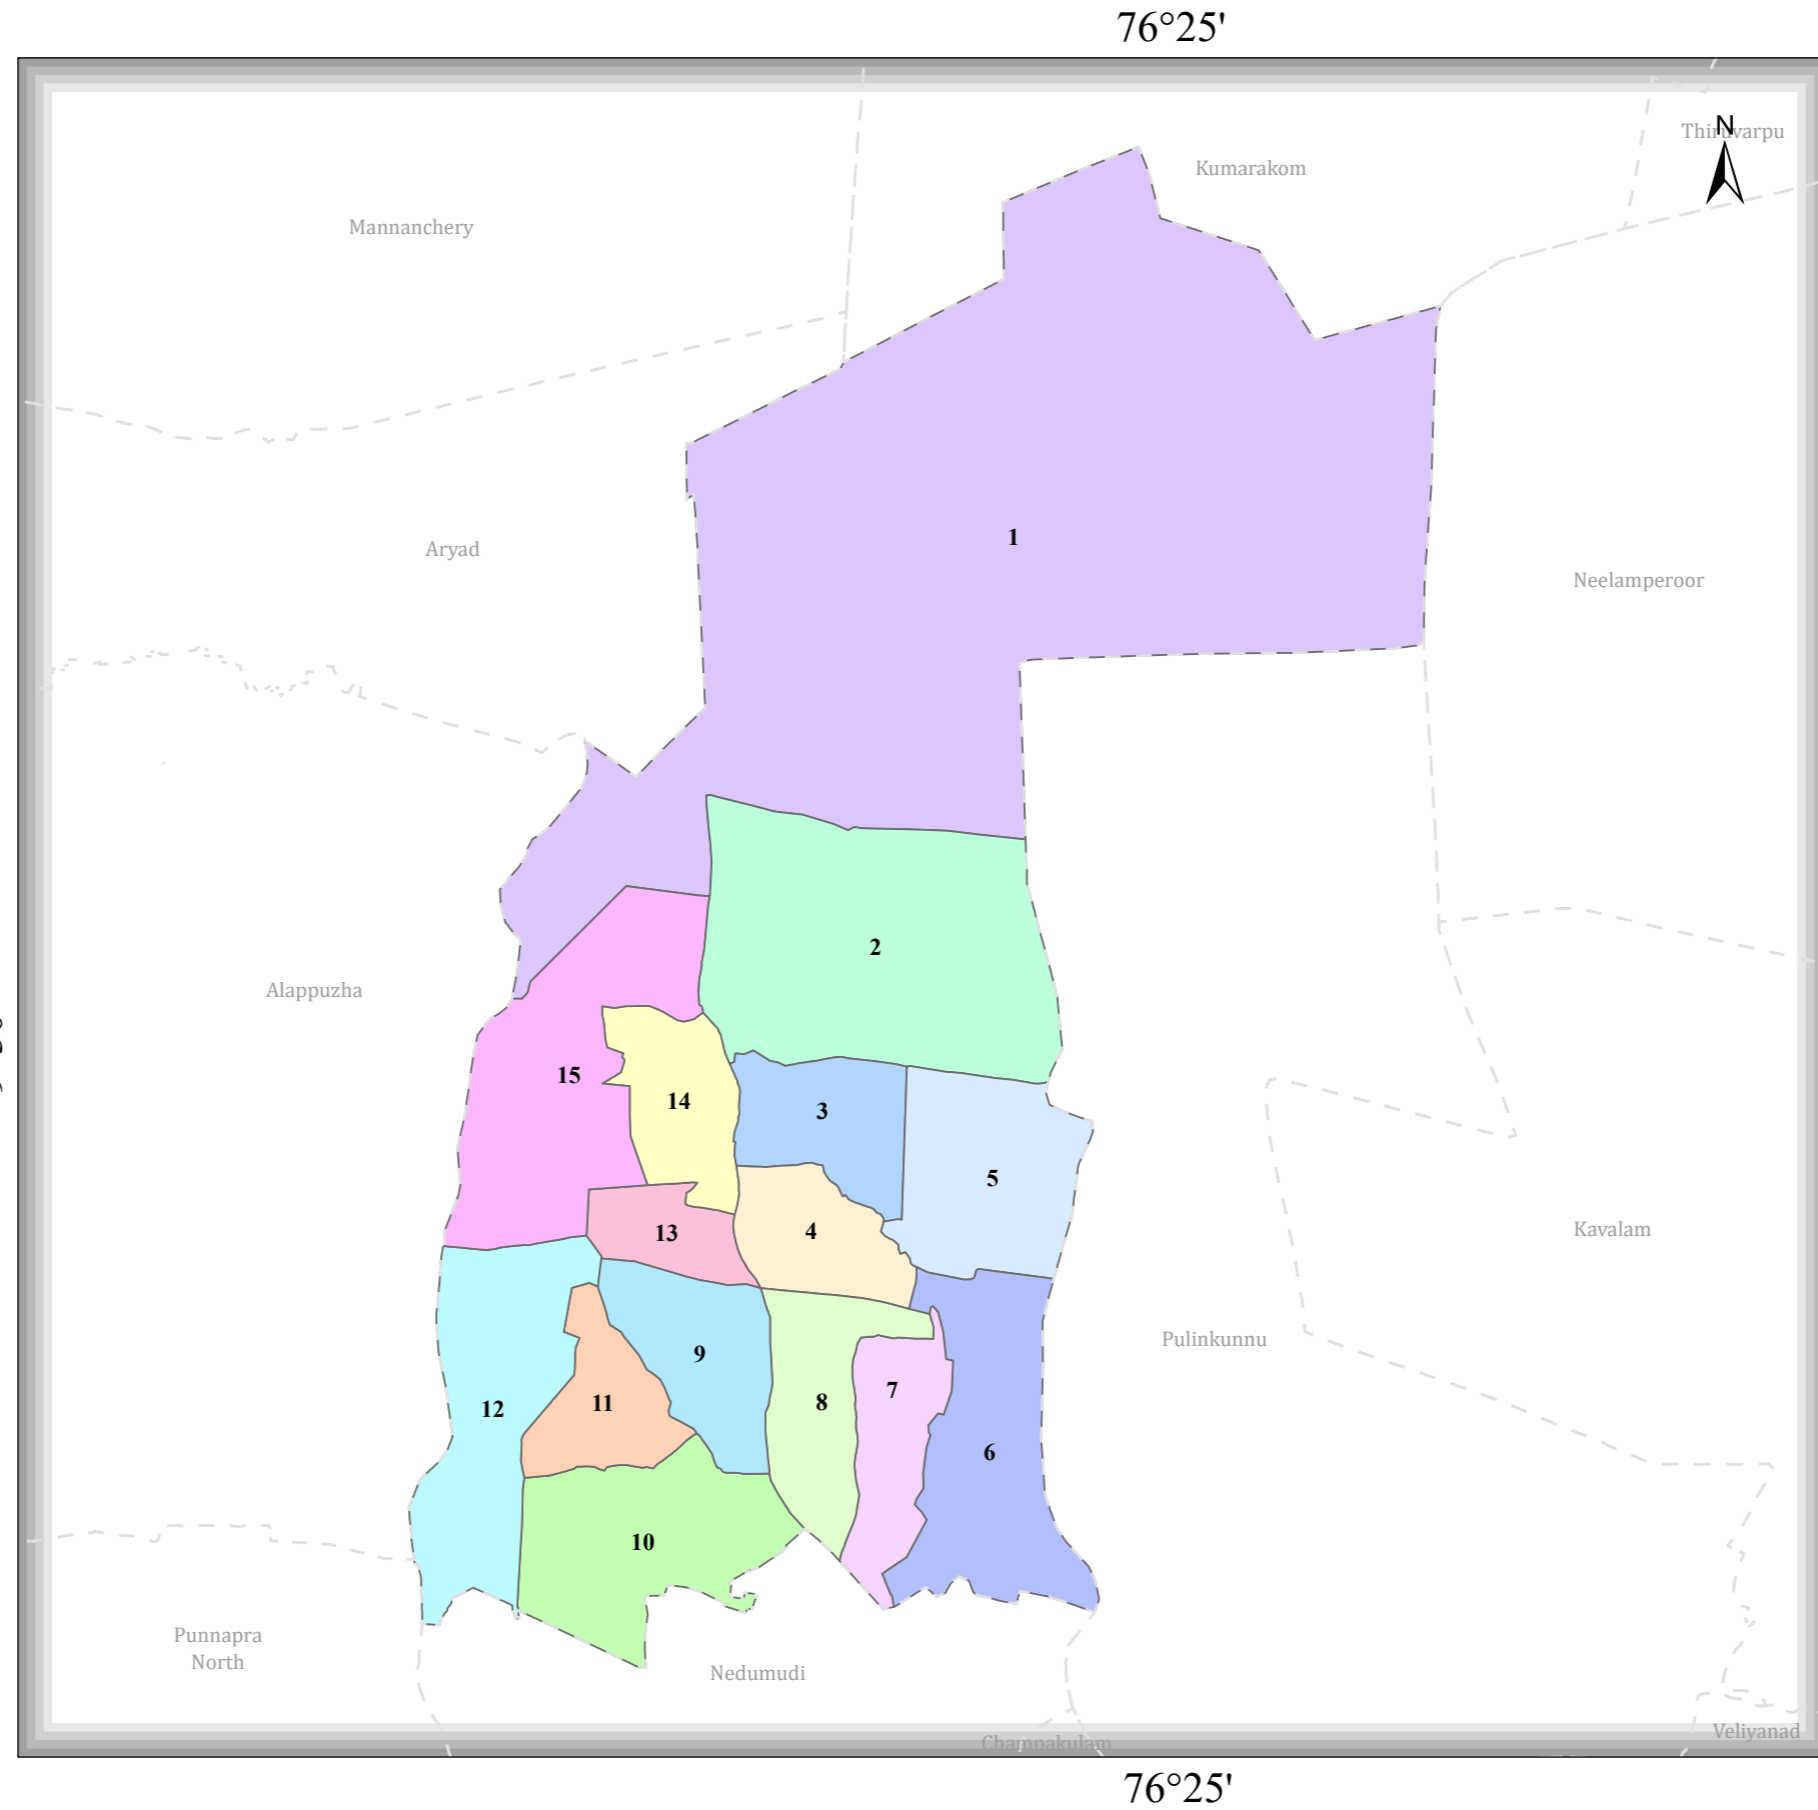 76°25'
N
Thiruvarpu
Kumarakom
Mannanchery
1
Aryad
Neelamperoor
2
Alappuzha
15
14
3
5
13
4
Kavalam
Pulinkunnu
9
7
8
11
12
6
10
Punnapra
North
Nedumudi
Veliyanad
Champakulam
76°25'